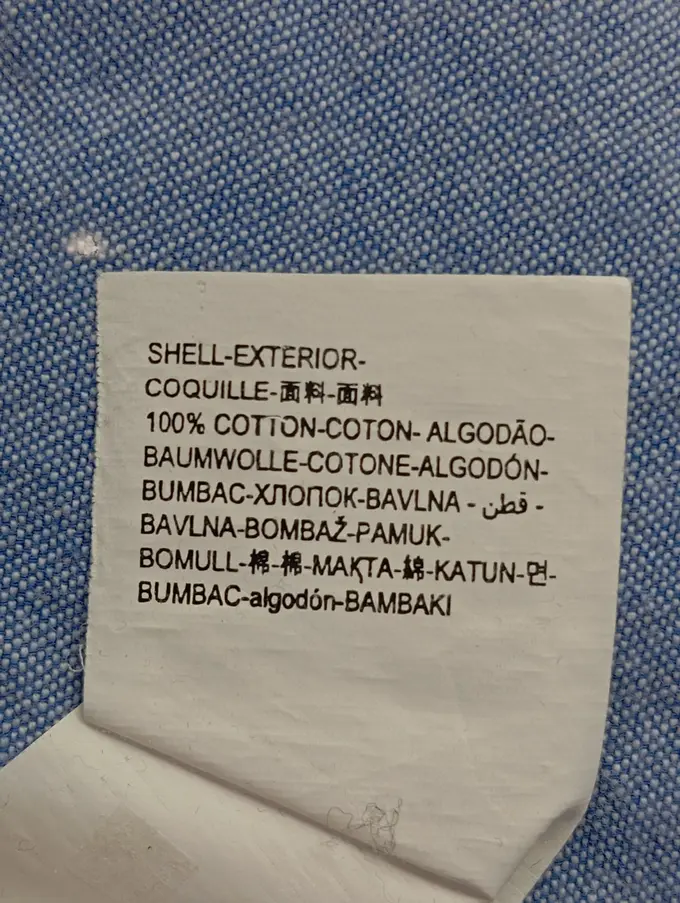 SHELL-EXTERIOR-
COQUILLE-面料-面料
100% COTTON-COTON- ALGODÃO-
BAUMWOLLE-COTONE-ALGODÓN-
BUMBAC-ХЛОПОК-BAVLNA - قطن -
BAVLNA-BOMBAŽ-PAMUK-
BOMULL-棉-棉-МАҚТА-綿-KATUN-면-
BUMBAC-algodón-BAMBAKI